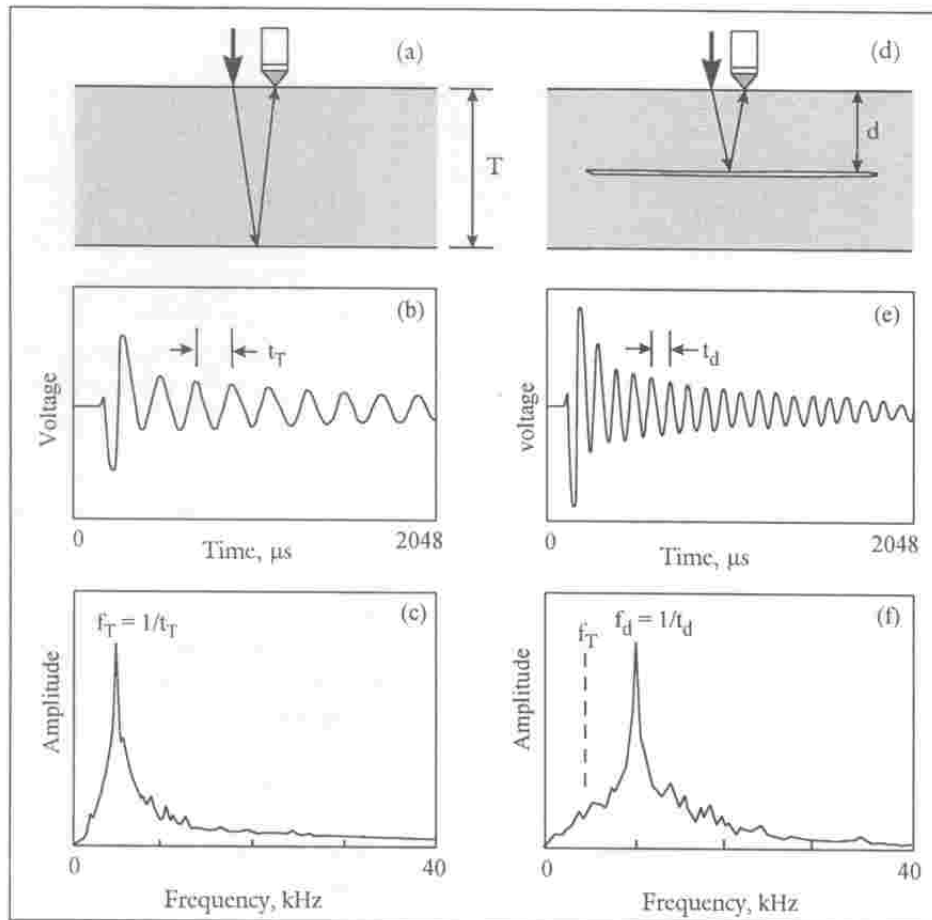 (a)
T
(d)
d
(b)
t_T
Voltage
0
2048
Time, μs
(e)
t_d
voltage
0
2048
Time, μs
(c)
f_T = 1/t_T
Amplitude
0
40
Frequency, kHz
(f)
f_T
f_d = 1/t_d
Amplitude
0
40
Frequency, kHz